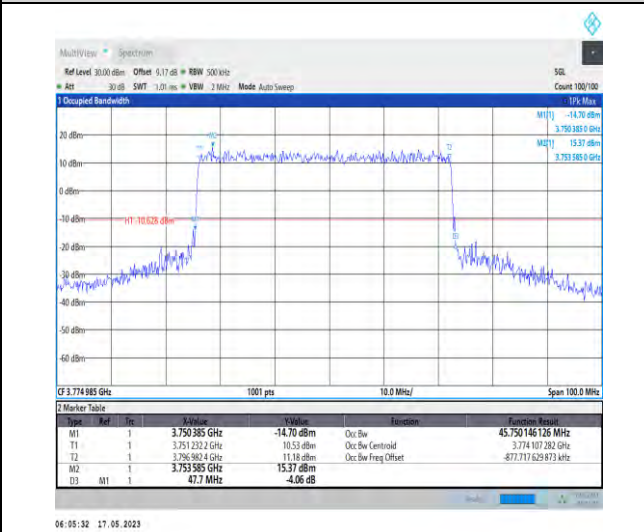 MultiView Spectrum
Ref Level 30.00 dBm Offset 9.17 dB RBW 500 kHz SGL
Att 30 dB SWT 1.01 ms VBW 2 MHz Mode Auto Sweep Count 100/100
1 Occupied Bandwidth 1Pk Max
M1[1] -14.70 dBm
3.750 385 0 GHz
M2[1] 15.37 dBm
3.753 585 0 GHz
20 dBm
M2
T1 T2
10 dBm
0 dBm
-10 dBm
H1 -10.628 dBm
D3
-20 dBm
-30 dBm
-40 dBm
-50 dBm
-60 dBm
CF 3.774 985 GHz 1001 pts 10.0 MHz/ Span 100.0 MHz
2 Marker Table
Type Ref Trc X-Value Y-Value Function Function Result
M1 1 3.750 385 GHz -14.70 dBm Occ Bw 45.750 146 126 MHz
T1 1 3.751 232 2 GHz 10.53 dBm Occ Bw Centroid 3.774 107 282 GHz
T2 1 3.796 982 4 GHz 11.18 dBm Occ Bw Freq Offset -877.717 629 873 kHz
M2 1 3.753 585 GHz 15.37 dBm
D3 M1 1 47.7 MHz -4.06 dB
06:05:32 17.05.2023